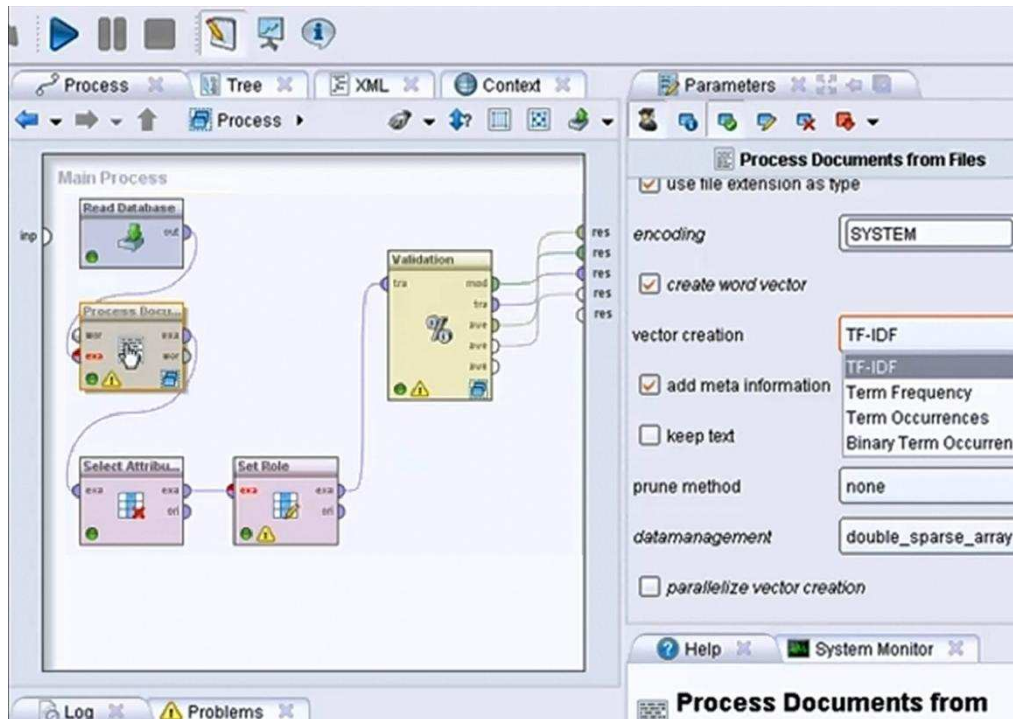 Process
Tree
XML
Context
Parameters
Process
Process Documents from Files
Main Process
use file extension as type
Read Database
out
inp
res
res
res
res
res
encoding
SYSTEM
Validation
tra
mod
tra
ave
ave
ave
create word vector
Process Docu...
wor
exa
exa
wor
vector creation
TF-IDF
TF-IDF
Term Frequency
Term Occurrences
Binary Term Occurren
add meta information
keep text
Select Attribu...
exa
exa
ori
Set Role
exa
exa
ori
prune method
none
datamanagement
double_sparse_array
parallelize vector creation
Help
System Monitor
Log
Problems
Process Documents from